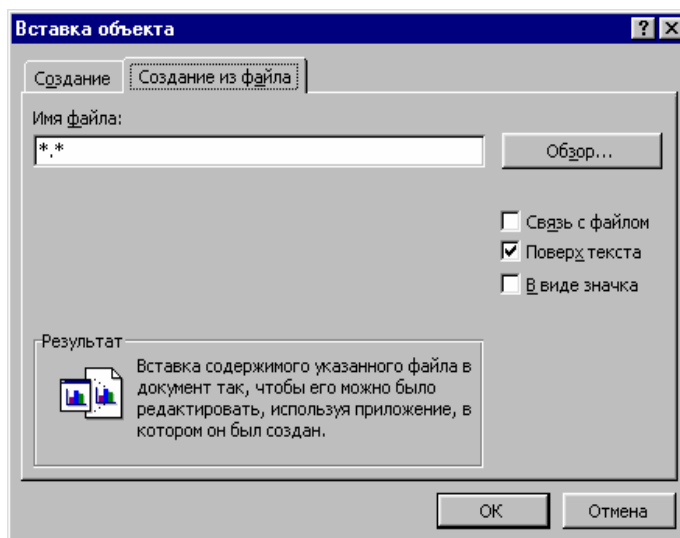 Вставка объекта
Создание
Создание из файла
Имя файла:
*.*
Обзор...
Связь с файлом
Поверх текста
В виде значка
Результат
Вставка содержимого указанного файла в
документ так, чтобы его можно было
редактировать, используя приложение, в
котором он был создан.
ОК
Отмена